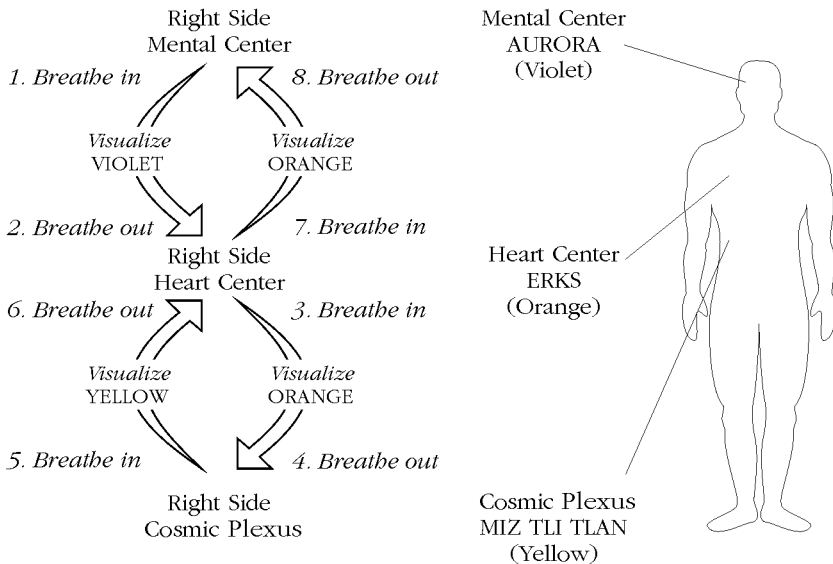 Right Side
Mental Center
1. Breathe in
8. Breathe out
Visualize
VIOLET
Visualize
ORANGE
2. Breathe out
7. Breathe in
Right Side
Heart Center
6. Breathe out
3. Breathe in
Visualize
YELLOW
Visualize
ORANGE
5. Breathe in
4. Breathe out
Right Side
Cosmic Plexus
Mental Center
AURORA
(Violet)
Heart Center
ERKS
(Orange)
Cosmic Plexus
MIZ TLI TLAN
(Yellow)